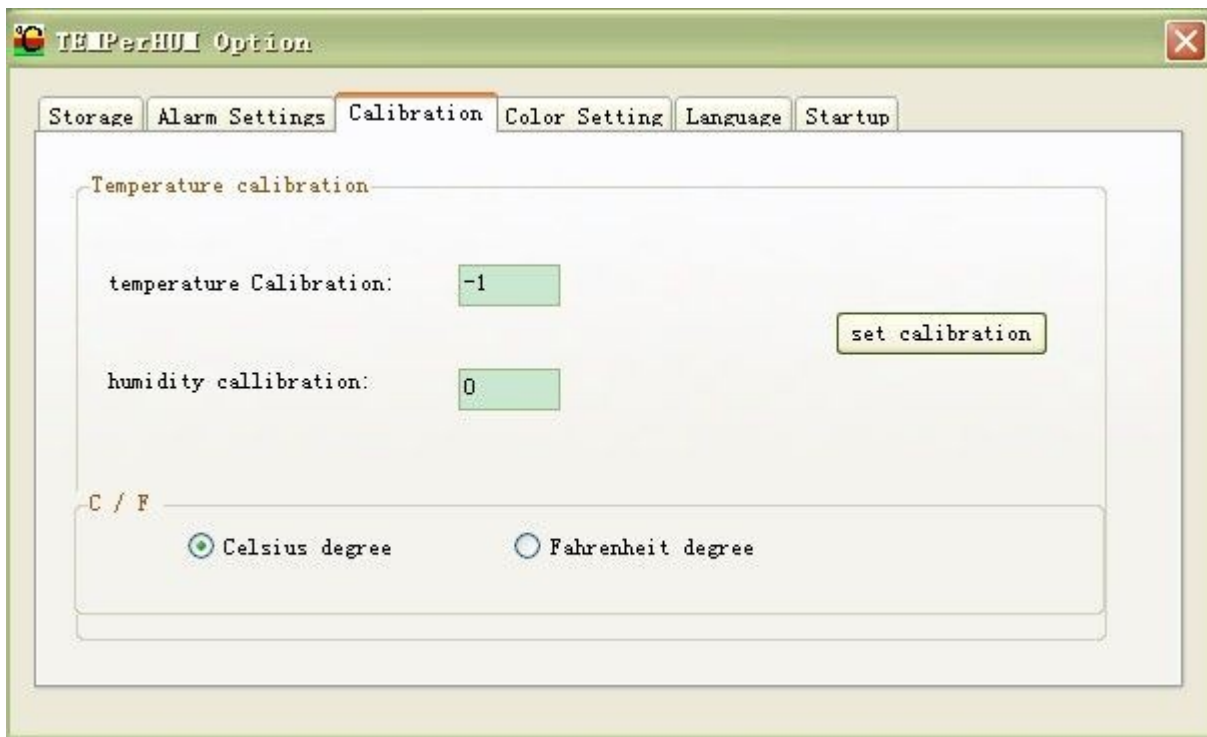 °C TEMPerHUM Option
Storage Alarm Settings Calibration Color Setting Language Startup
Temperature calibration
temperature Calibration: -1
set calibration
humidity callibration: 0
C / F
Celsius degree Fahrenheit degree